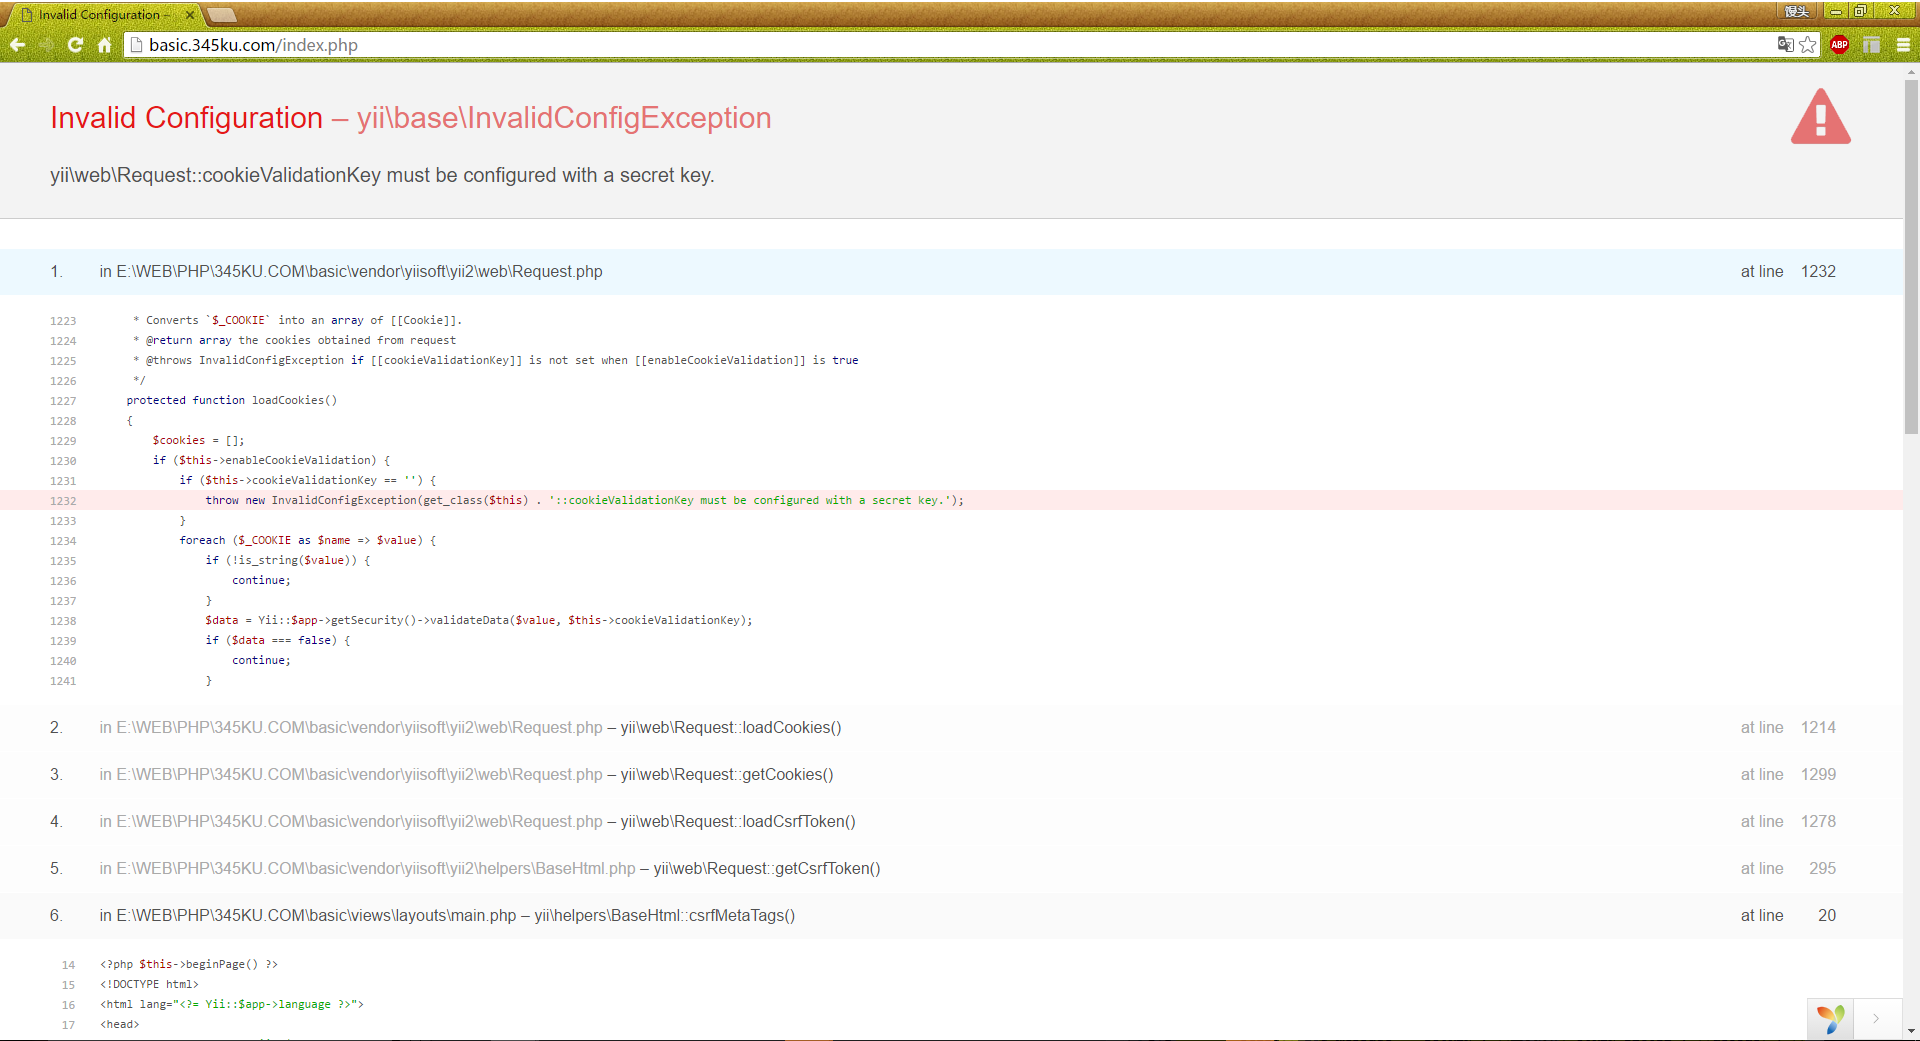 Invalid Configuration –
馒头
basic.345ku.com/index.php
ABP
Invalid Configuration – yii\base\InvalidConfigException
yii\web\Request::cookieValidationKey must be configured with a secret key.
1. in E:\WEB\PHP\345KU.COM\basic\vendor\yiisoft\yii2\web\Request.php at line 1232
1223 * Converts `$_COOKIE` into an array of [[Cookie]].
1224 * @return array the cookies obtained from request
1225 * @throws InvalidConfigException if [[cookieValidationKey]] is not set when [[enableCookieValidation]] is true
1226 */
1227 protected function loadCookies()
1228 {
1229 $cookies = [];
1230 if ($this->enableCookieValidation) {
1231 if ($this->cookieValidationKey == '') {
1232 throw new InvalidConfigException(get_class($this) . '::cookieValidationKey must be configured with a secret key.');
1233 }
1234 foreach ($_COOKIE as $name => $value) {
1235 if (!is_string($value)) {
1236 continue;
1237 }
1238 $data = Yii::$app->getSecurity()->validateData($value, $this->cookieValidationKey);
1239 if ($data === false) {
1240 continue;
1241 }
2. in E:\WEB\PHP\345KU.COM\basic\vendor\yiisoft\yii2\web\Request.php – yii\web\Request::loadCookies() at line 1214
3. in E:\WEB\PHP\345KU.COM\basic\vendor\yiisoft\yii2\web\Request.php – yii\web\Request::getCookies() at line 1299
4. in E:\WEB\PHP\345KU.COM\basic\vendor\yiisoft\yii2\web\Request.php – yii\web\Request::loadCsrfToken() at line 1278
5. in E:\WEB\PHP\345KU.COM\basic\vendor\yiisoft\yii2\helpers\BaseHtml.php – yii\web\Request::getCsrfToken() at line 295
6. in E:\WEB\PHP\345KU.COM\basic\views\layouts\main.php – yii\helpers\BaseHtml::csrfMetaTags() at line 20
14 <?php $this->beginPage() ?>
15 <!DOCTYPE html>
16 <html lang="<?= Yii::$app->language ?>">
17 <head>